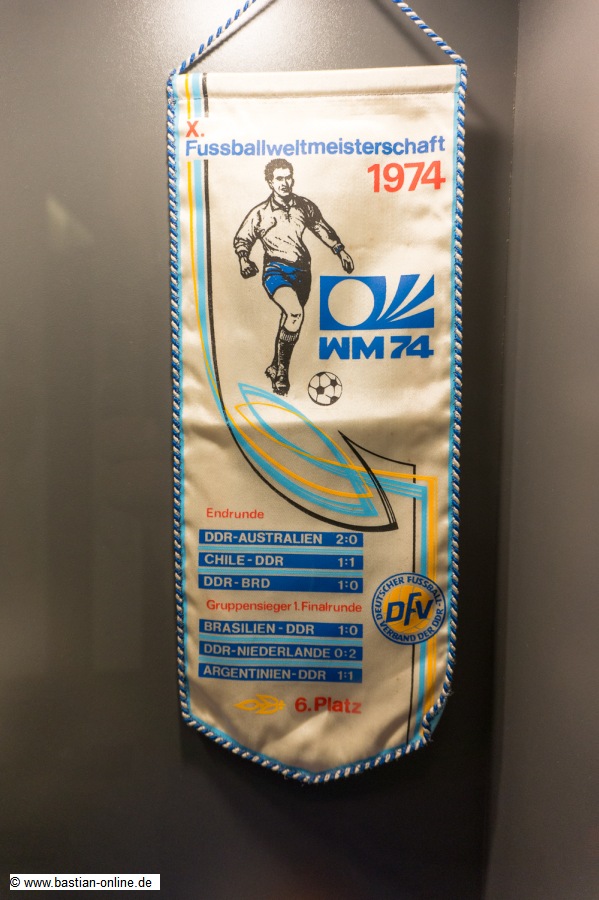 X.
Fussballweltmeisterschaft
1974
WM 74
Endrunde
DDR-AUSTRALIEN 2:0
CHILE-DDR 1:1
DDR-BRD 1:0
Gruppensieger 1. Finalrunde
BRASILIEN-DDR 1:0
DDR-NIEDERLANDE 0:2
ARGENTINIEN-DDR 1:1
DEUTSCHER FUSSBALL-
VERBAND DER DDR
DFV
6. Platz
© www.bastian-online.de